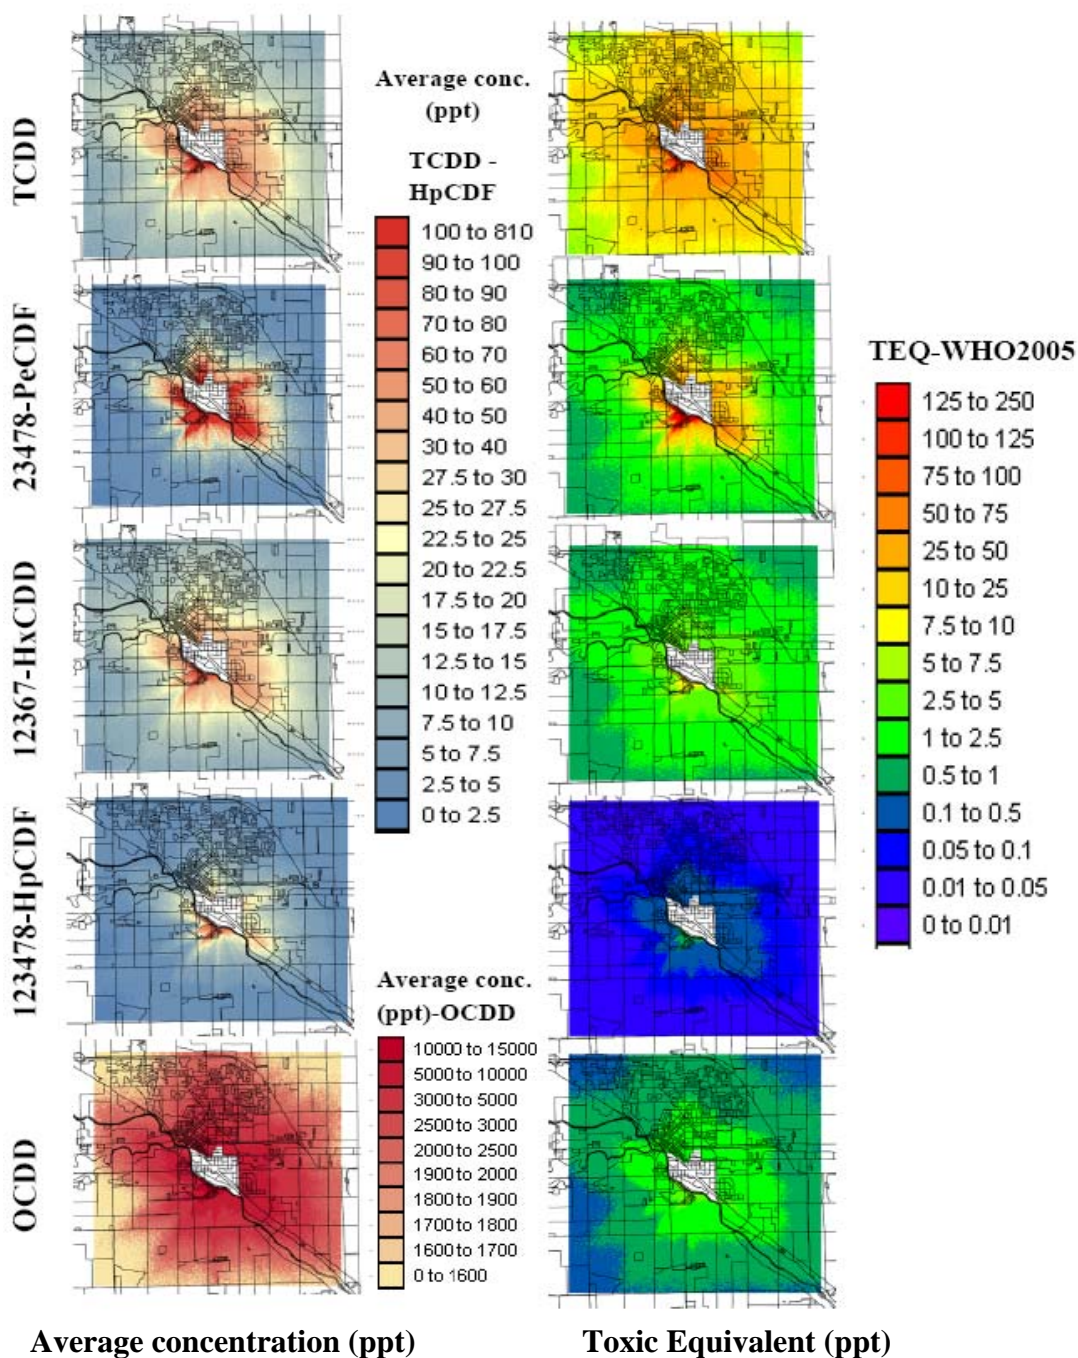 TCDD
23478-PeCDF
12367-HxCDD
123478-HpCDF
OCDD
Average conc.
(ppt)
TCDD -
HpCDF
100 to 810
90 to 100
80 to 90
70 to 80
60 to 70
50 to 60
40 to 50
30 to 40
27.5 to 30
25 to 27.5
22.5 to 25
20 to 22.5
17.5 to 20
15 to 17.5
12.5 to 15
10 to 12.5
7.5 to 10
5 to 7.5
2.5 to 5
0 to 2.5
Average conc.
(ppt)-OCDD
10000 to 15000
5000 to 10000
3000 to 5000
2500 to 3000
2000 to 2500
1900 to 2000
1800 to 1900
1700 to 1800
1600 to 1700
0 to 1600
TEQ-WHO2005
125 to 250
100 to 125
75 to 100
50 to 75
25 to 50
10 to 25
7.5 to 10
5 to 7.5
2.5 to 5
1 to 2.5
0.5 to 1
0.1 to 0.5
0.05 to 0.1
0.01 to 0.05
0 to 0.01
Average concentration (ppt)
Toxic Equivalent (ppt)